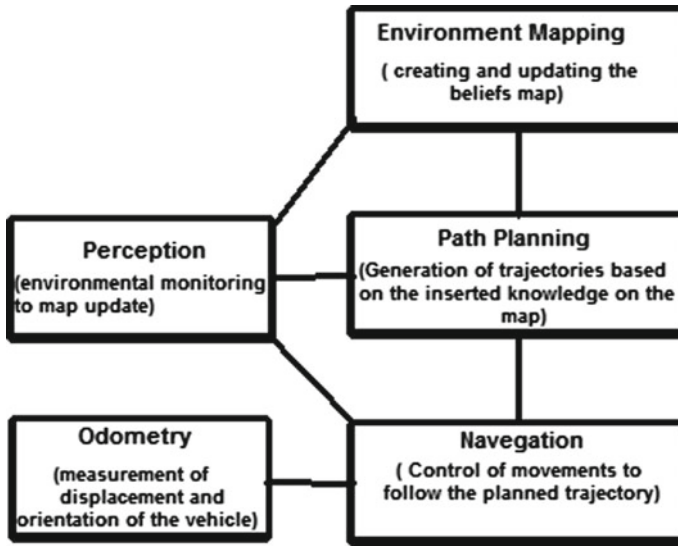 Environment Mapping
( creating and updating the
beliefs map)
Perception
(environmental monitoring
to map update)
Path Planning
(Generation of trajectories based
on the inserted knowledge on the
map)
Odometry
(measurement of
displacement and
orientation of the vehicle)
Navegation
( Control of movements to
follow the planned trajectory)